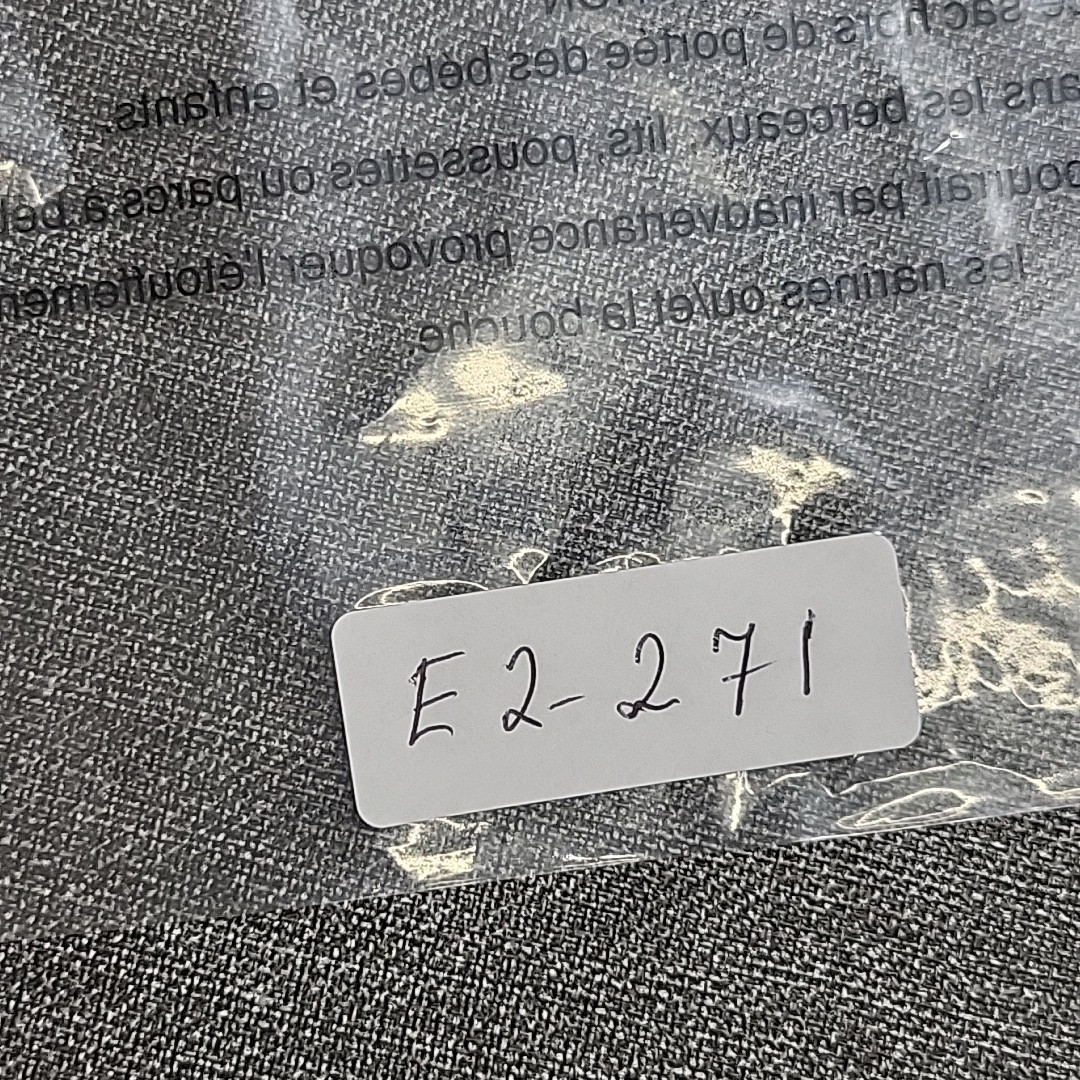 sac hors de portée des bébés et enfants.
les berceaux, lits, poussettes ou parcs à
pourrait par inadvertance provoquer l'étouffement
les narines ou/et la bouche.
E2-271